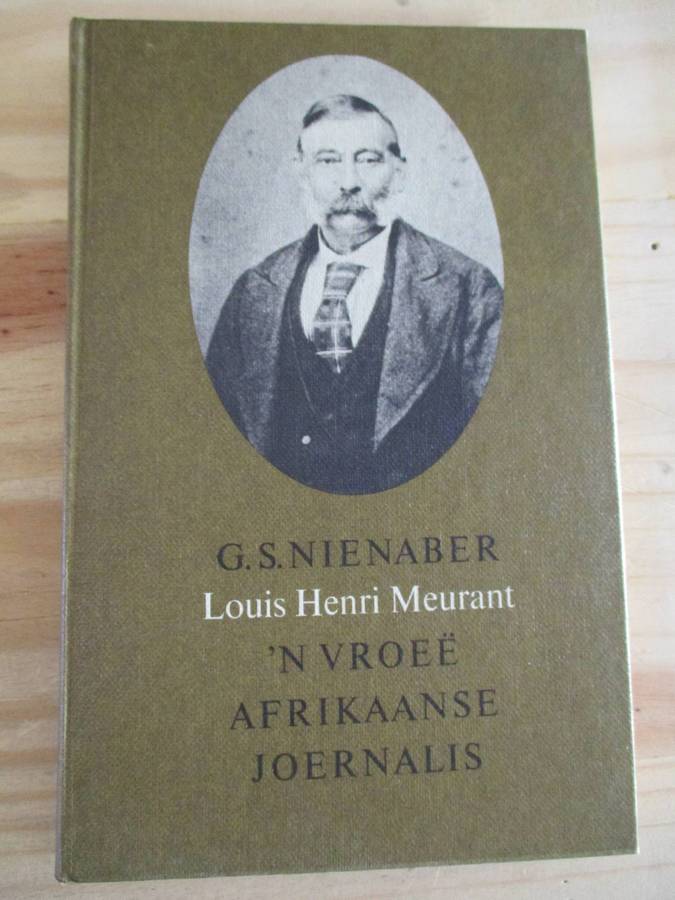 G. S. NIENABER
Louis Henri Meurant
'N VROEË
AFRIKAANSE
JOERNALIS